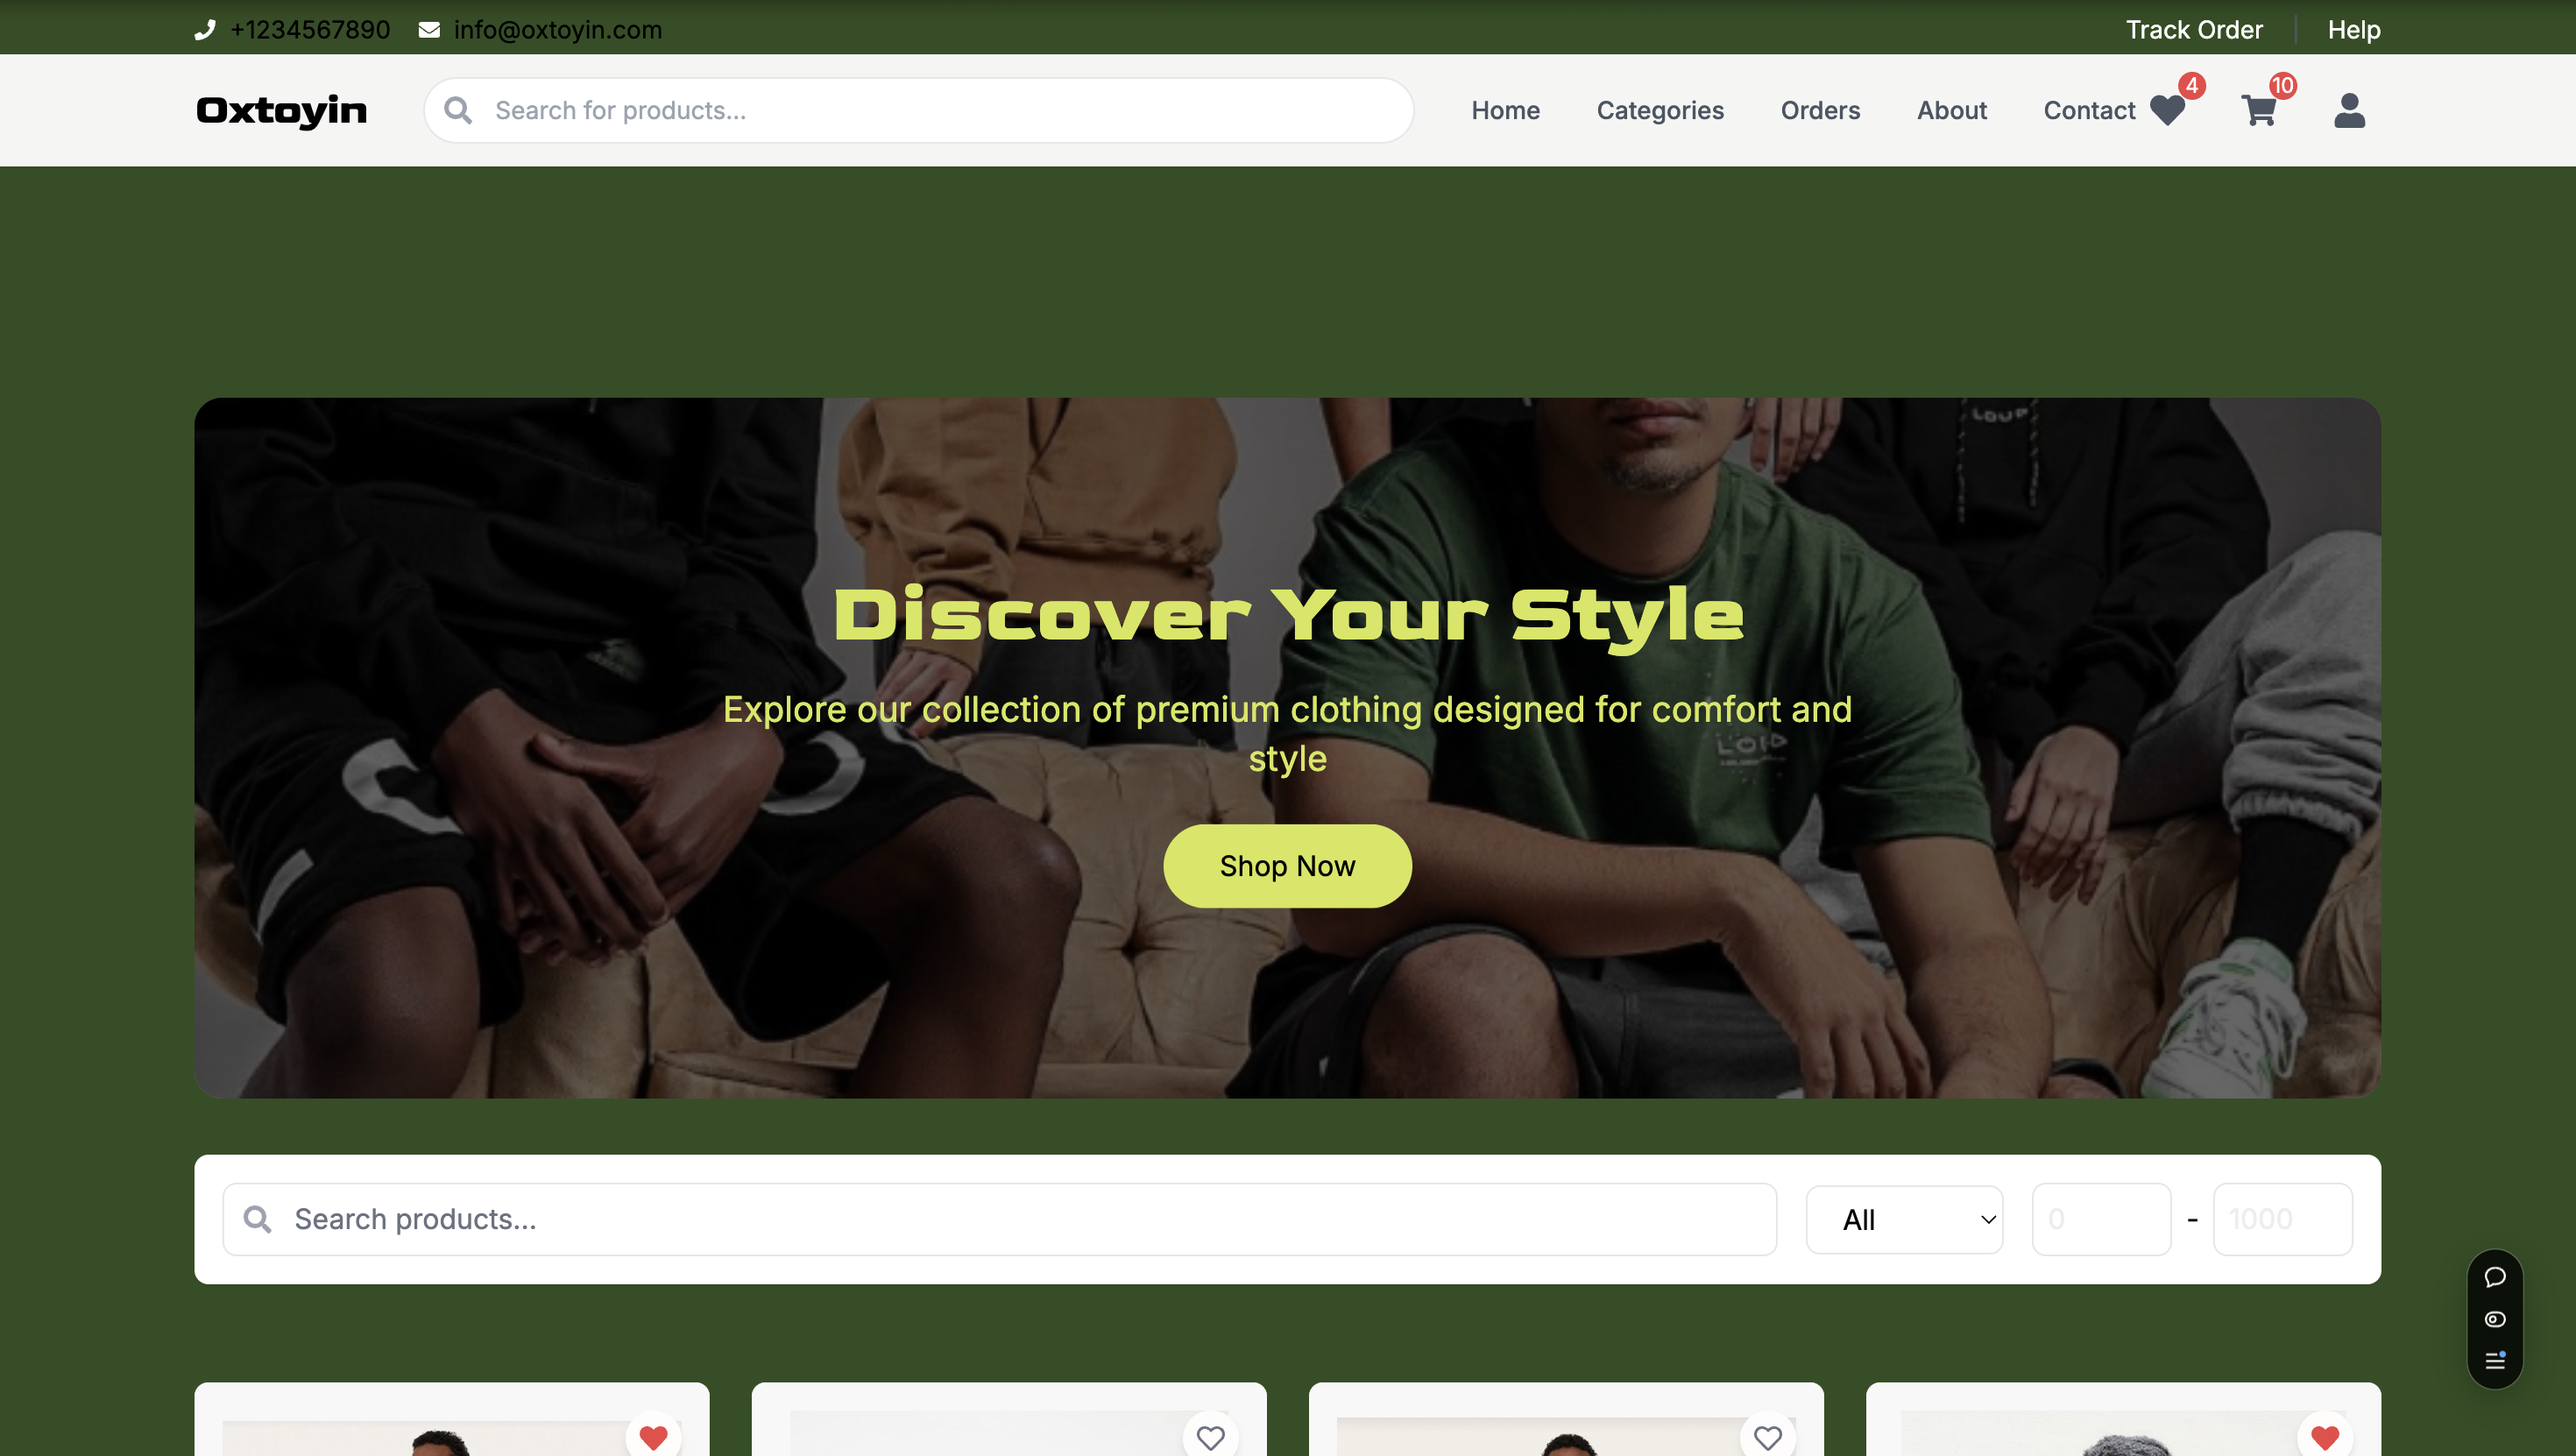 +1234567890 info@oxtoyin.com Track Order Help
Oxtoyin Search for products... Home Categories Orders About Contact 4 10
LOUP
Discover Your Style
Explore our collection of premium clothing designed for comfort and
style
Shop Now
Search products... All 0 - 1000